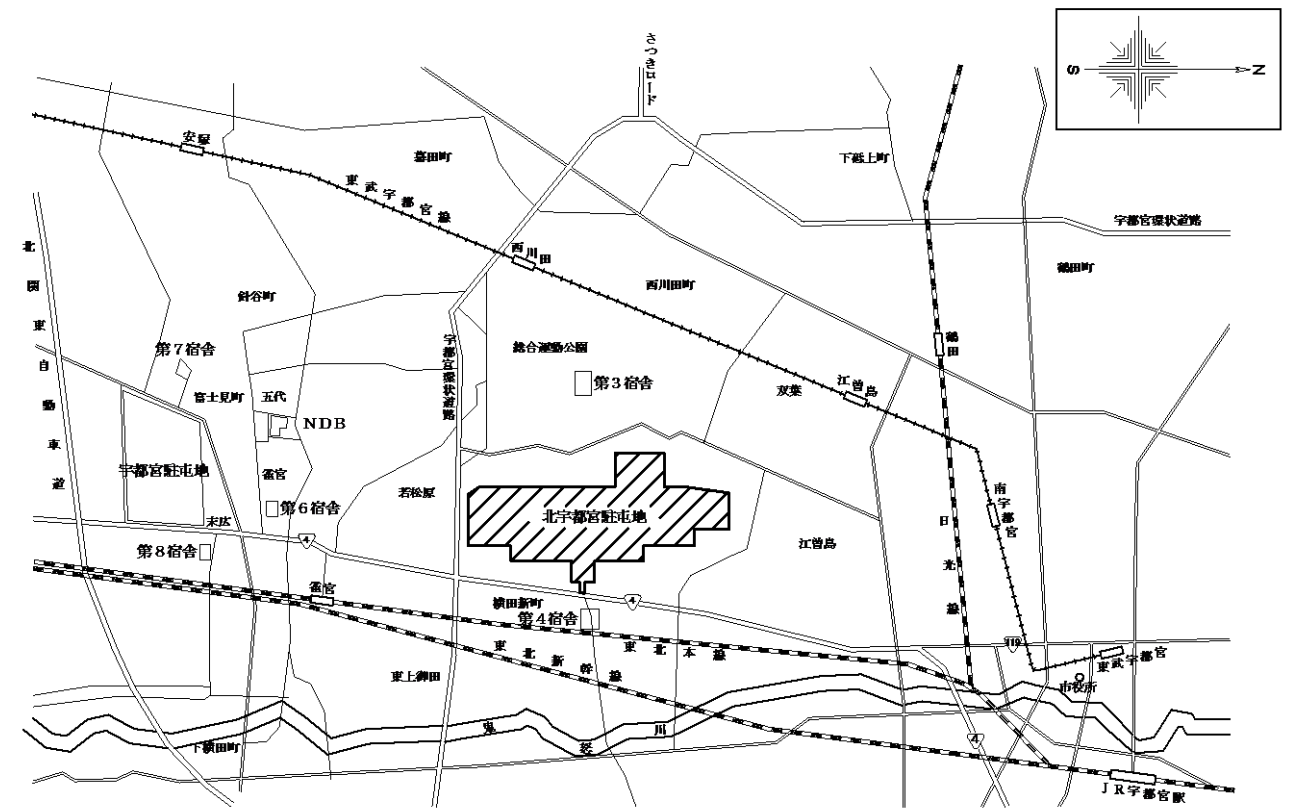 さつきロード
S
N
安塚
幕田町
下砥上町
東武宇都宮線
宇都宮環状道路
北関東自動車道
西川田
鶴田町
針谷町
西川田町
鶴田
第7宿舎
宇都宮環状道路
総合運動公園
第3宿舎
双葉
江曽島
富士見町
五代
NDB
宇都宮駐屯地
雀宮
若松原
第6宿舎
末広
北宇都宮駐屯地
南宇都宮
日光線
江曽島
4
第8宿舎
雀宮
横田新町
4
第4宿舎
東北新幹線
東北本線
119
東武宇都宮
市役所
東上御田
下横田町
川
4
JR宇都宮駅